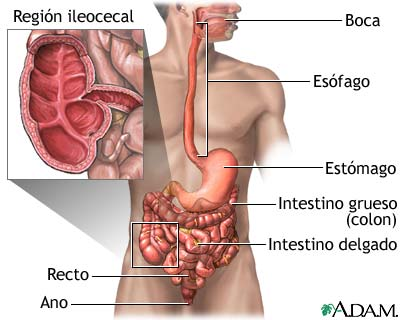 Región ileocecal
Boca
Esófago
Estómago
Intestino grueso
(colon)
Intestino delgado
Recto
Ano
A.D.A.M.